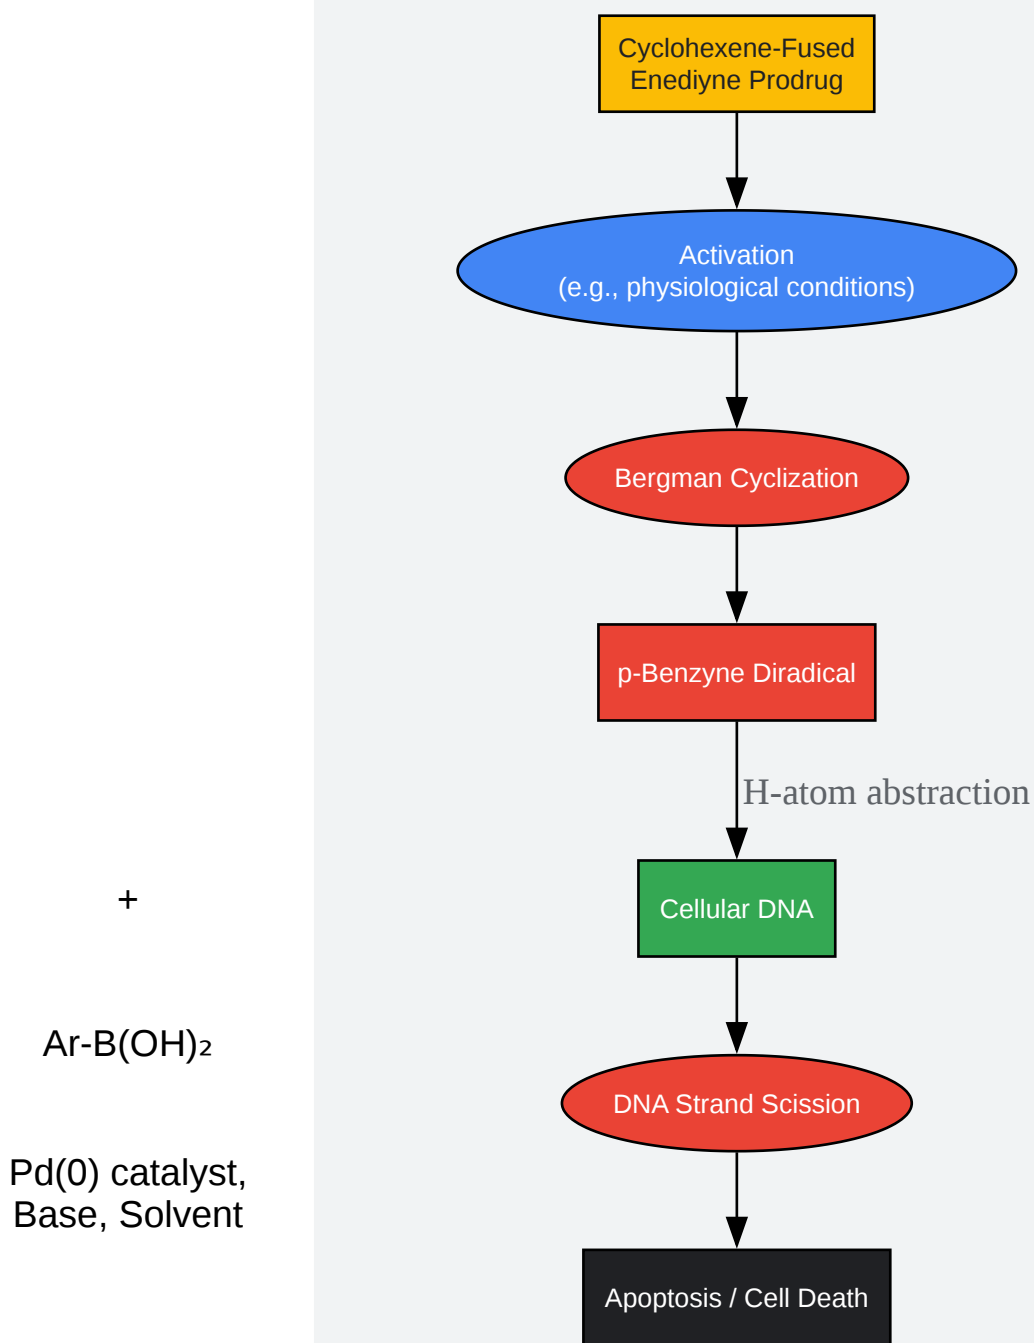 Cyclohexene-Fused
Enediyne Prodrug
Activation
(e.g., physiological conditions)
Bergman Cyclization
p-Benzyne Diradical
H-atom abstraction
Cellular DNA
DNA Strand Scission
Apoptosis / Cell Death
+
Ar-B(OH)₂
Pd(0) catalyst,
Base, Solvent